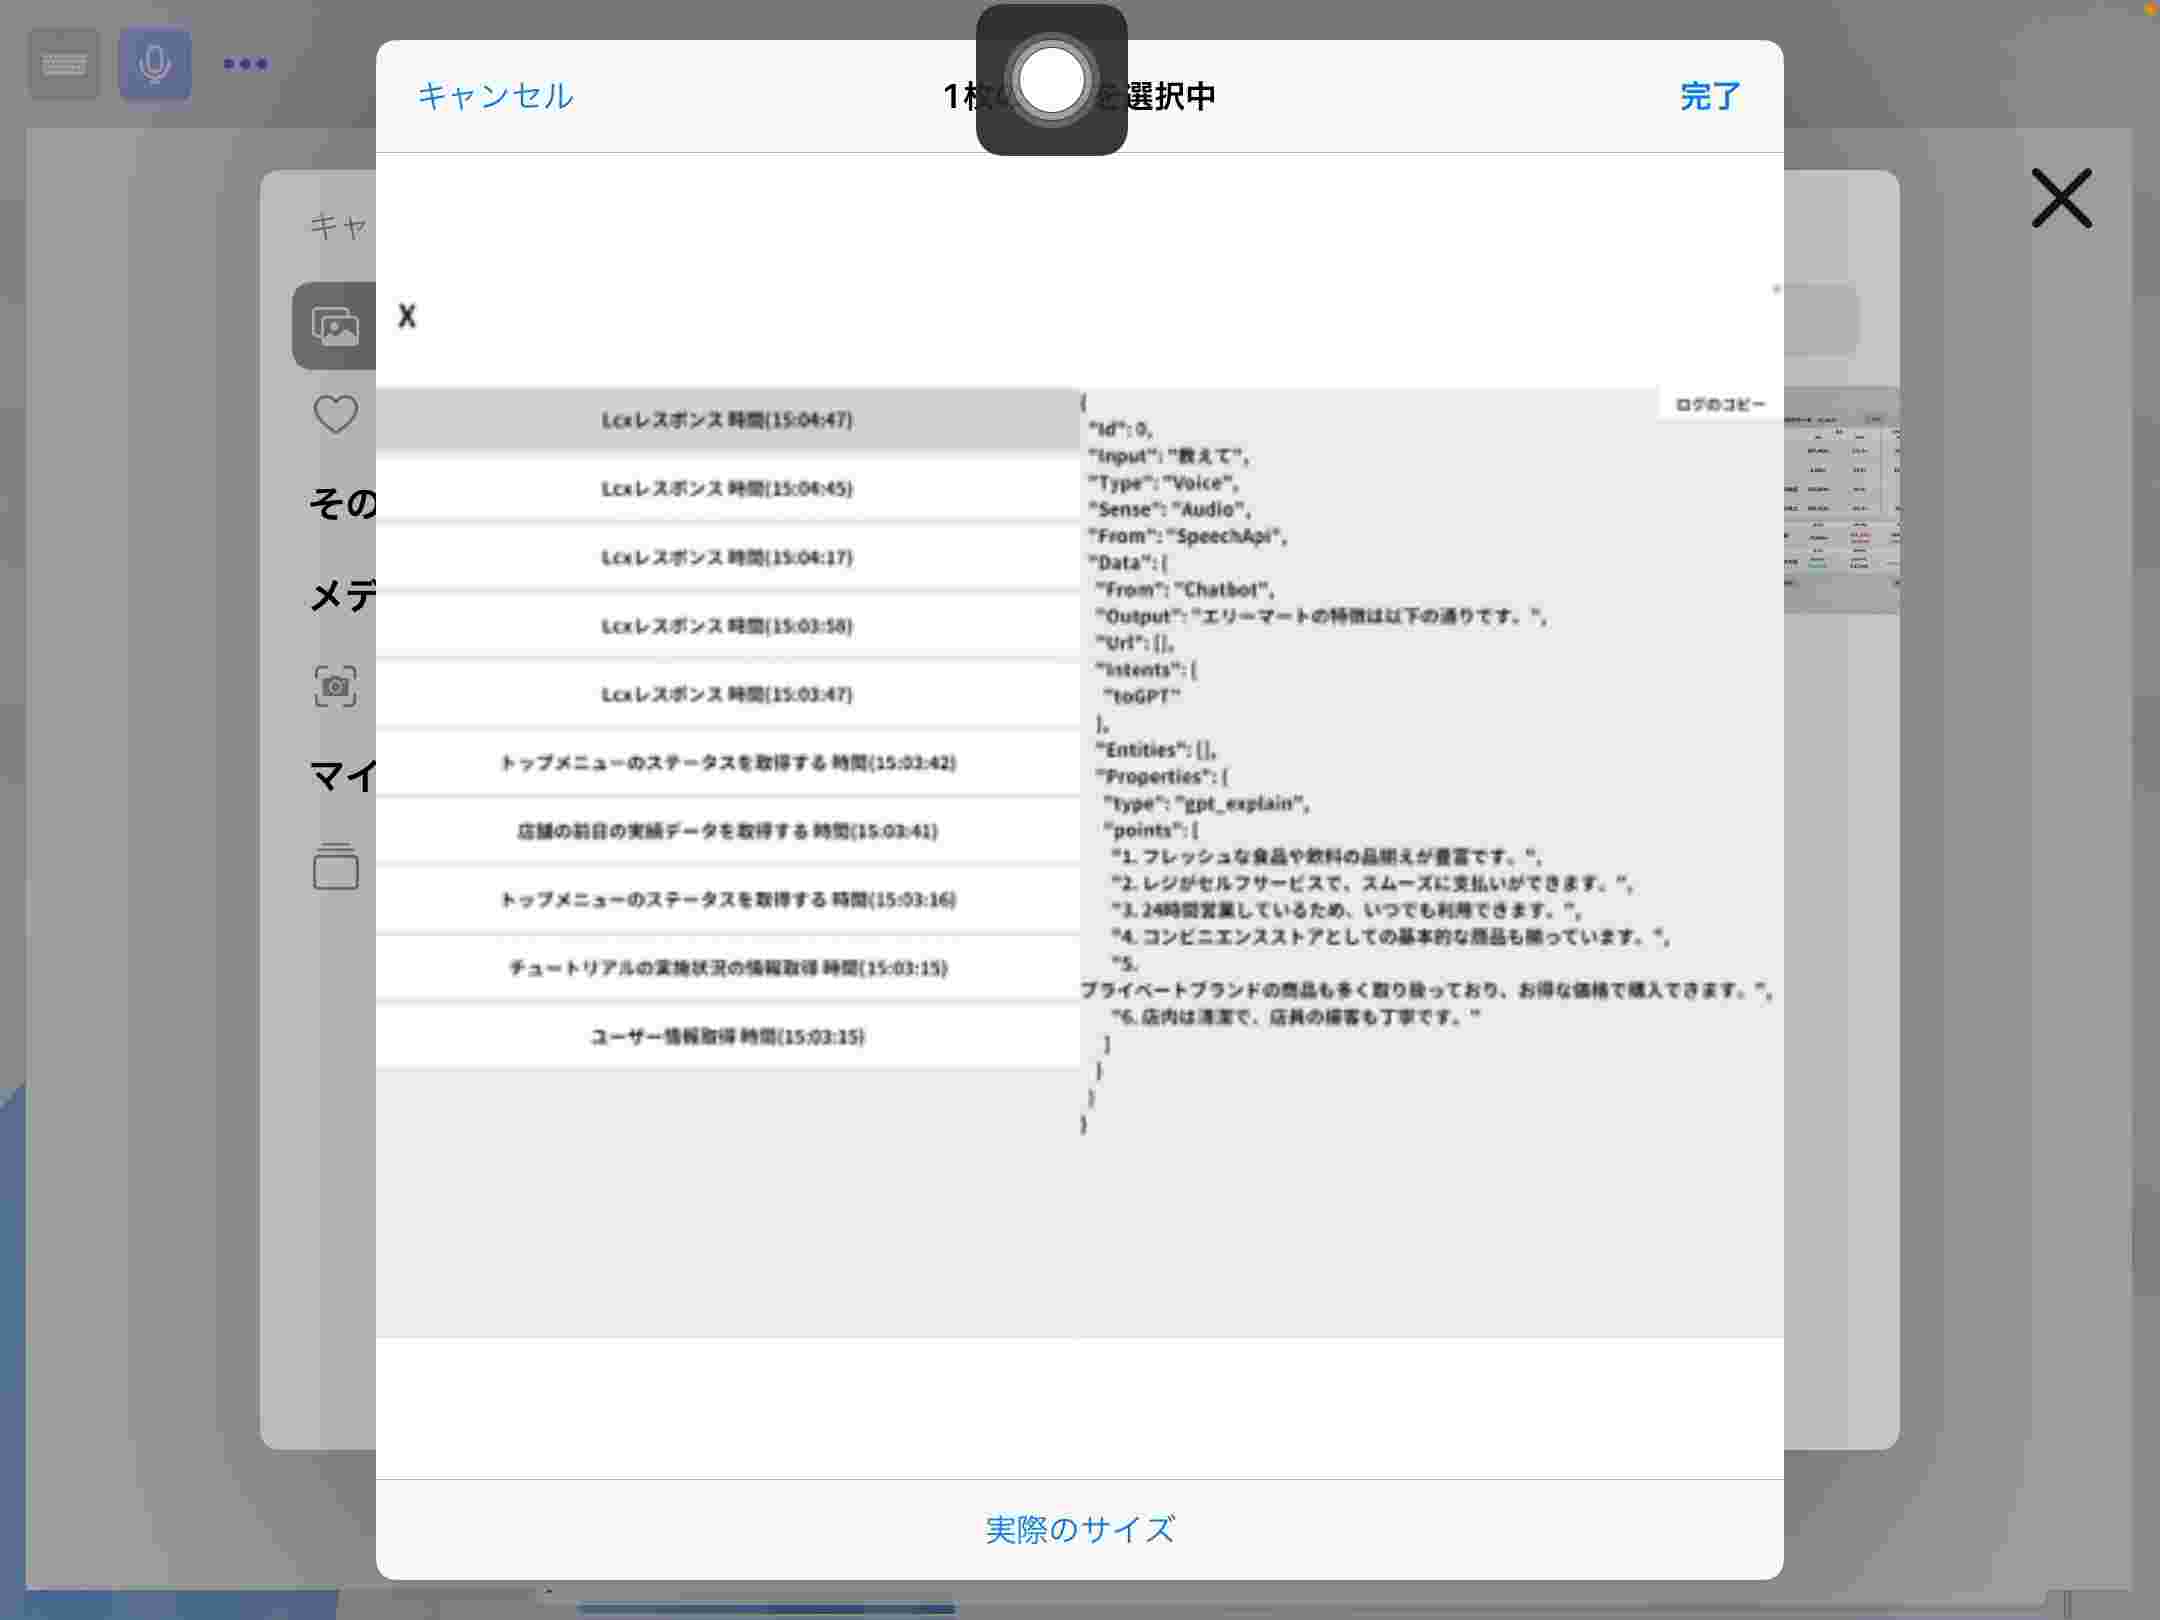 キャンセル
1枚
を選択中
完了
キャ
X
そ
の
メデ
マイ
Lcxレスポンス 時間(15:04:47)
Lcxレスポンス 時間(15:04:45)
Lcxレスポンス 時間(15:04:17)
Lcxレスポンス 時間(15:03:58)
Lcxレスポンス 時間(15:03:47)
トップメニューのステータスを取得する 時間(15:03:42)
店舗の前日の実績データを取得する 時間(15:03:41)
トップメニューのステータスを取得する 時間(15:03:16)
チュートリアルの実施状況の情報取得 時間(15:03:15)
ユーザー情報取得 時間(15:03:15)
ログのコピー
{
"Id": 0,
"Input": "教えて",
"Type": "Voice",
"Sense": "Audio",
"From": "SpeechApi",
"Data": {
"From": "Chatbot",
"Output": "エリーマートの特徴は以下の通りです。",
"Url": [],
"Intents": [
"toGPT"
],
"Entities": [],
"Properties": {
"type": "gpt_explain",
"points": [
"1. フレッシュな食品や飲料の品揃えが豊富です。",
"2. レジがセルフサービスで、スムーズに支払いができます。",
"3. 24時間営業しているため、いつでも利用できます。",
"4. コンビニエンスストアとしての基本的な商品も揃っています。",
"5.
プライベートブランドの商品も多く取り扱っており、お得な価格で購入できます。",
"6. 店内は清潔で、店員の接客も丁寧です。"
]
}
}
}
実際のサイズ